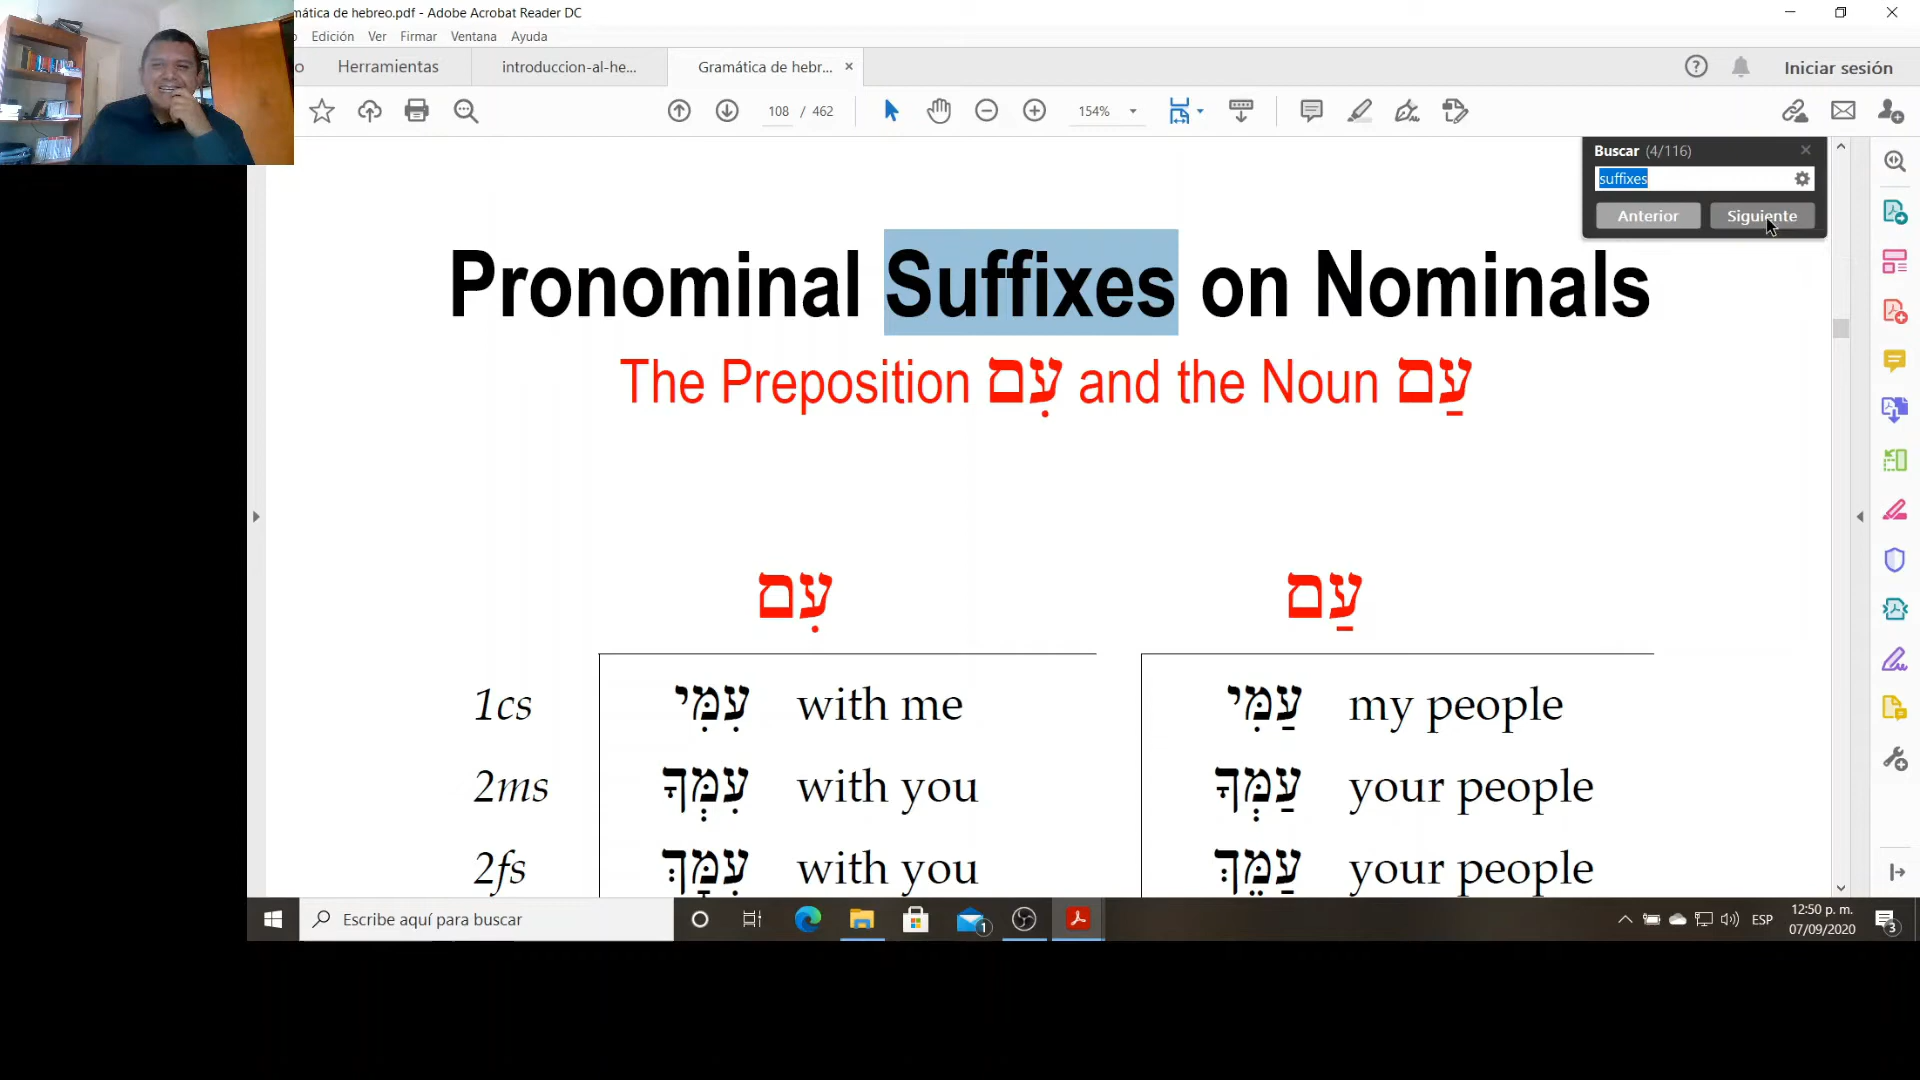 mática de hebreo.pdf - Adobe Acrobat Reader DC
Edición Ver Firmar Ventana Ayuda
o Herramientas introduccion-al-he... Gramática de hebr... × Iniciar sesión
108 / 462 154%
Buscar (4/116)
suffixes
Anterior Siguiente
Pronominal Suffixes on Nominals
The Preposition עִם and the Noun עַם
עִם עַם
1cs עִמִּי with me עַמִּי my people
2ms עִמְּךָ with you עַמְּךָ your people
2fs עִמָּךְ with you עַמֵּךְ your people
Escribe aquí para buscar 1 ESP 12:50 p. m.
07/09/2020 3